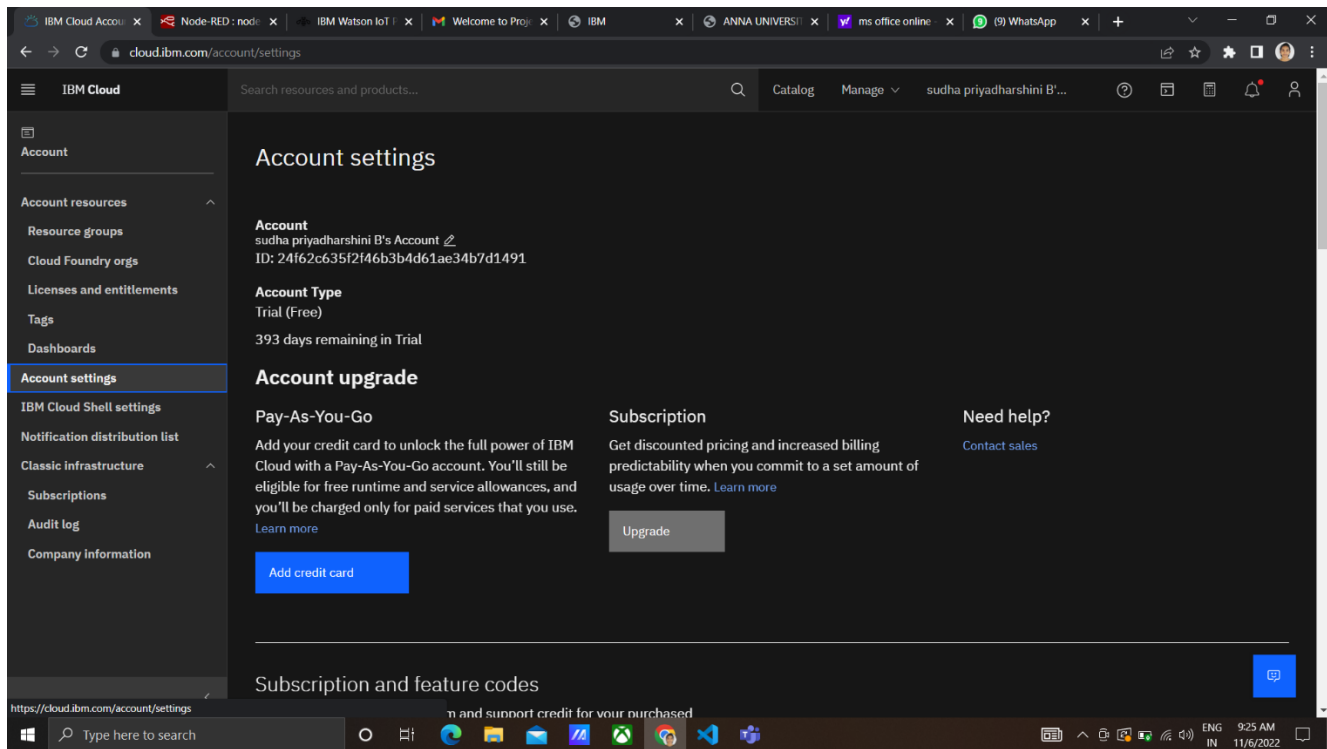 IBM Cloud Accou
Node-RED : node
IBM Watson IoT P
Welcome to Proje
IBM
ANNA UNIVERSIT
ms office online -
(9) WhatsApp
cloud.ibm.com/account/settings
IBM Cloud
Search resources and products...
Catalog
Manage
sudha priyadharshini B'...
Account
Account resources
Resource groups
Cloud Foundry orgs
Licenses and entitlements
Tags
Dashboards
Account settings
IBM Cloud Shell settings
Notification distribution list
Classic infrastructure
Subscriptions
Audit log
Company information
Account settings
Account
sudha priyadharshini B's Account
ID: 24f62c635f2f46b3b4d61ae34b7d1491
Account Type
Trial (Free)
393 days remaining in Trial
Account upgrade
Pay-As-You-Go
Add your credit card to unlock the full power of IBM
Cloud with a Pay-As-You-Go account. You'll still be
eligible for free runtime and service allowances, and
you'll be charged only for paid services that you use.
Learn more
Add credit card
Subscription
Get discounted pricing and increased billing
predictability when you commit to a set amount of
usage over time. Learn more
Upgrade
Need help?
Contact sales
Subscription and feature codes
and support credit for your purchased
https://cloud.ibm.com/account/settings
Type here to search
ENG
IN
9:25 AM
11/6/2022